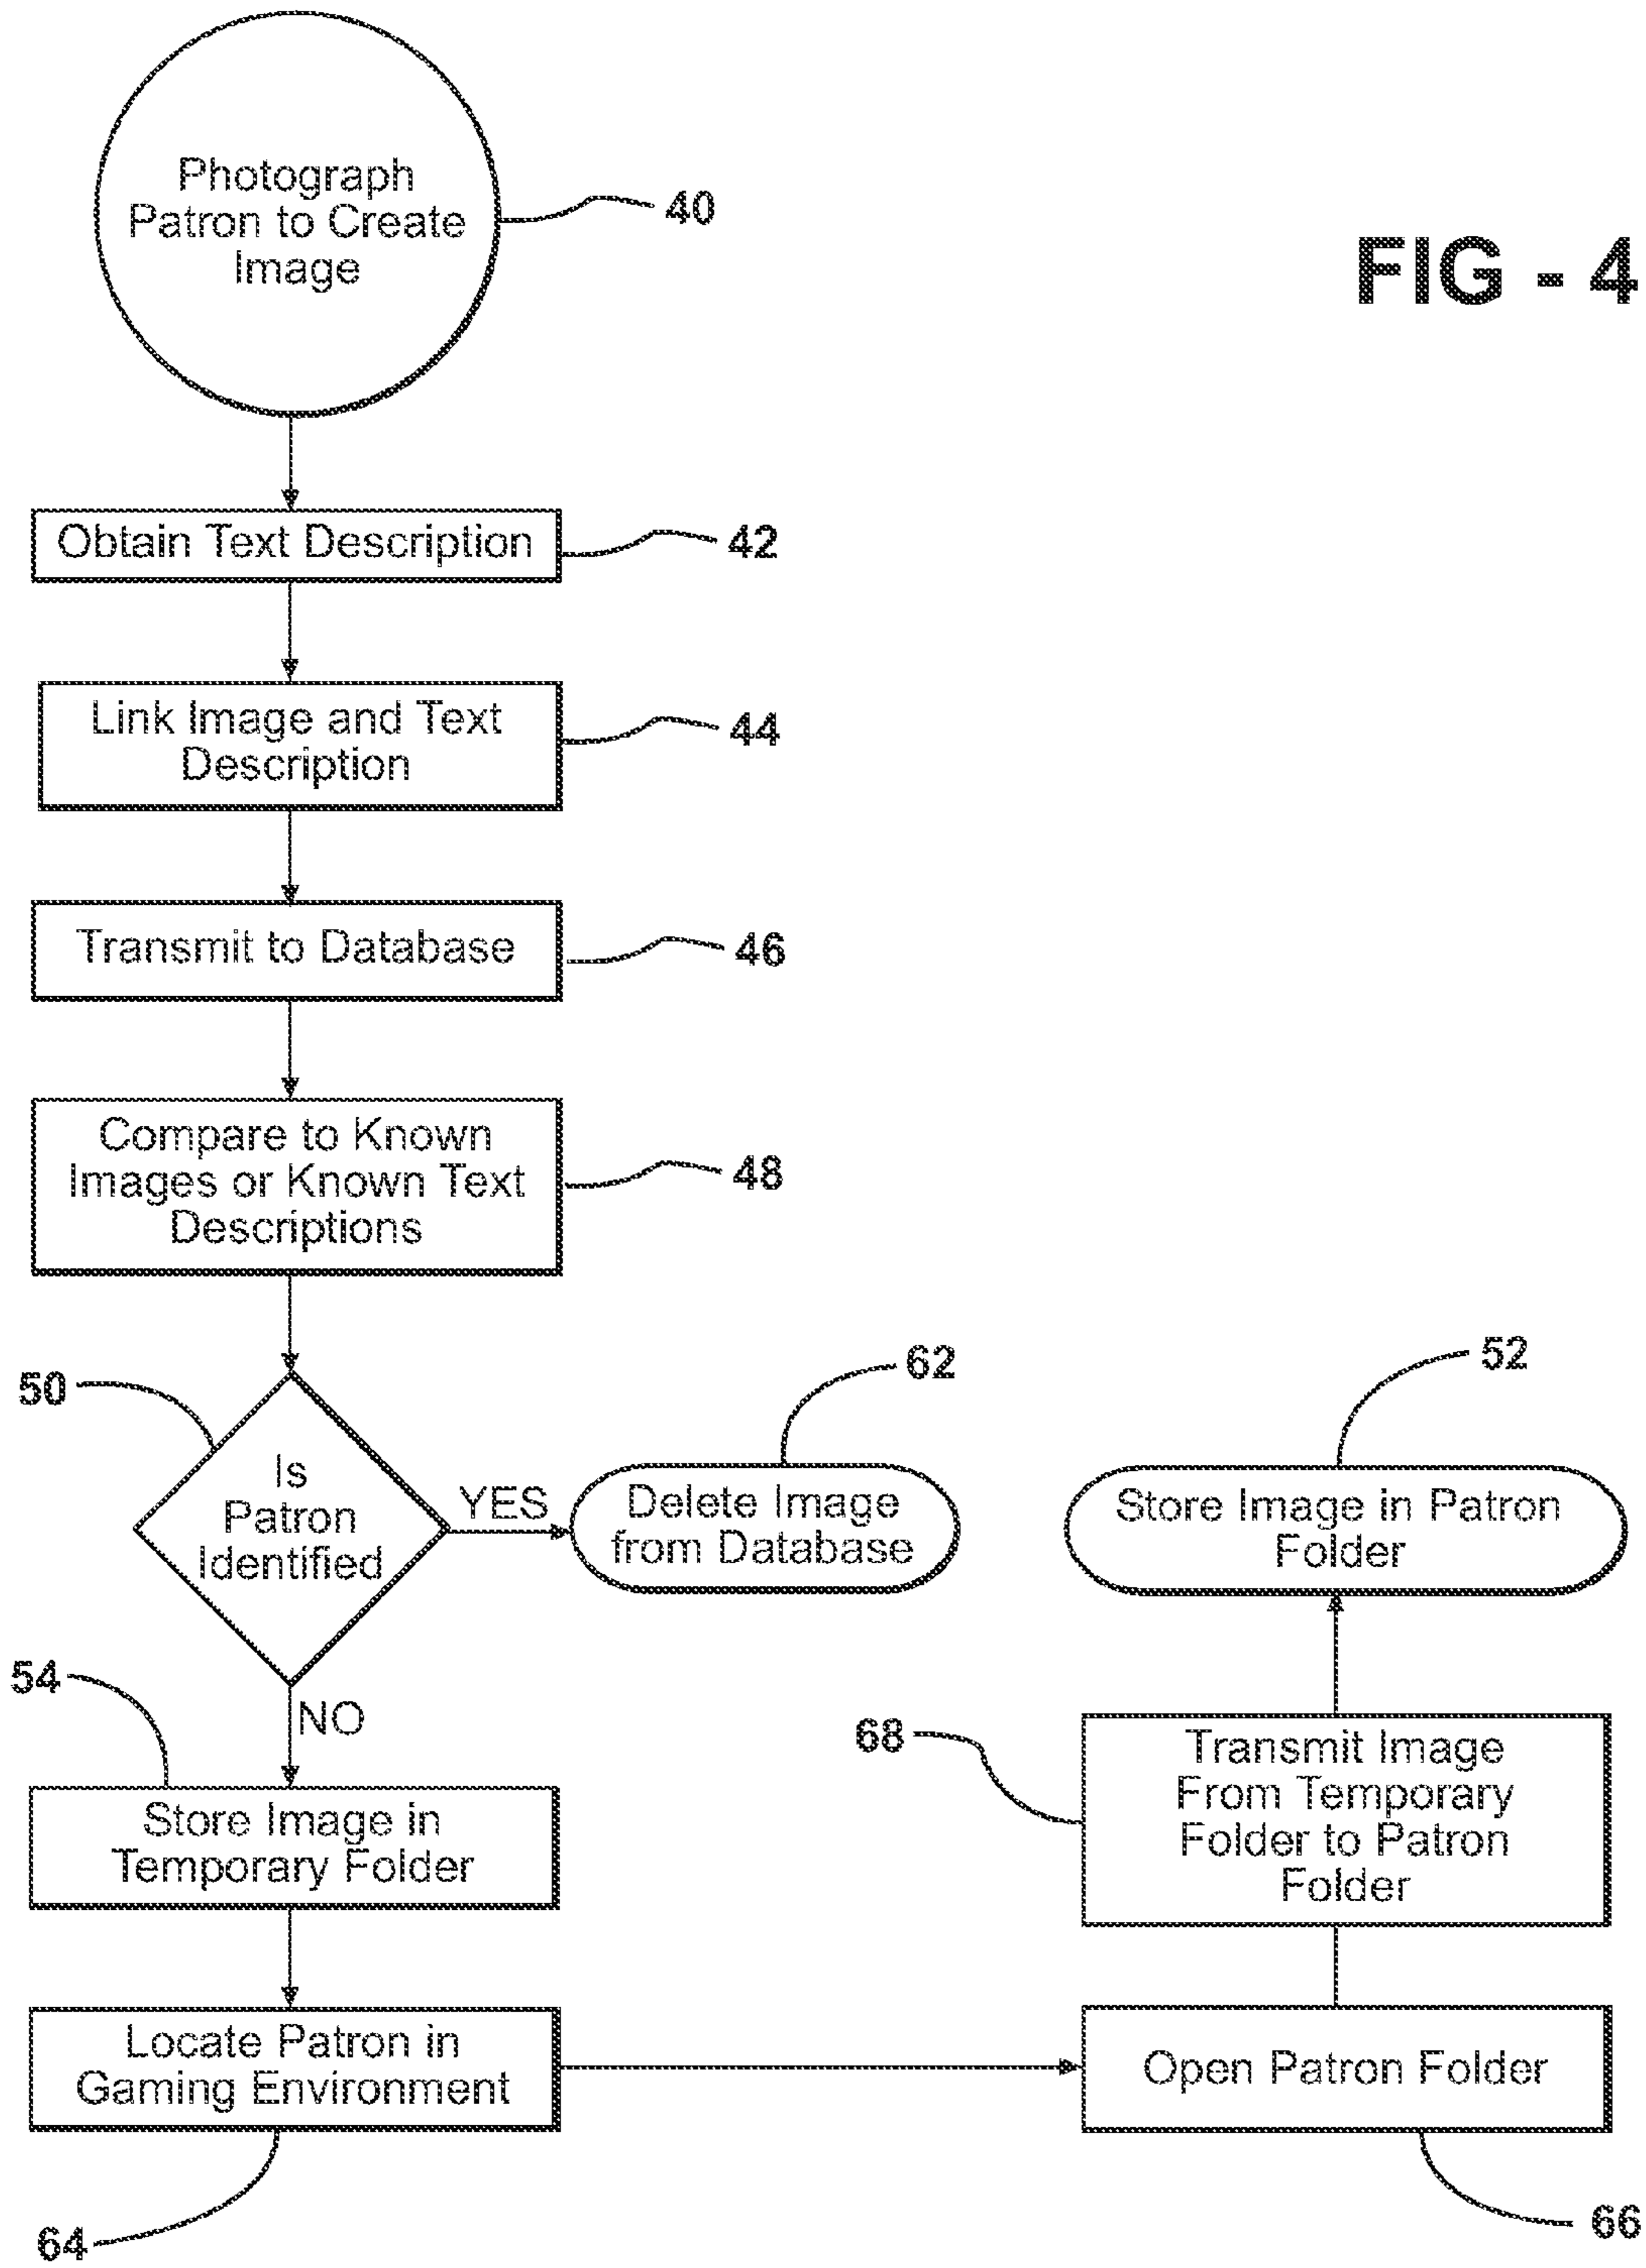 Photograph
Patron to Create
Image
40
FIG - 4
Obtain Text Description
42
Link Image and Text
Description
44
Transmit to Database
46
Compare to Known
Images or Known Text
Descriptions
48
50
Is
Patron
Identified
YES
62
Delete Image
from Database
52
Store Image in Patron
Folder
54
NO
Store Image in
Temporary Folder
68
Transmit Image
From Temporary
Folder to Patron
Folder
Locate Patron in
Gaming Environment
64
Open Patron Folder
66